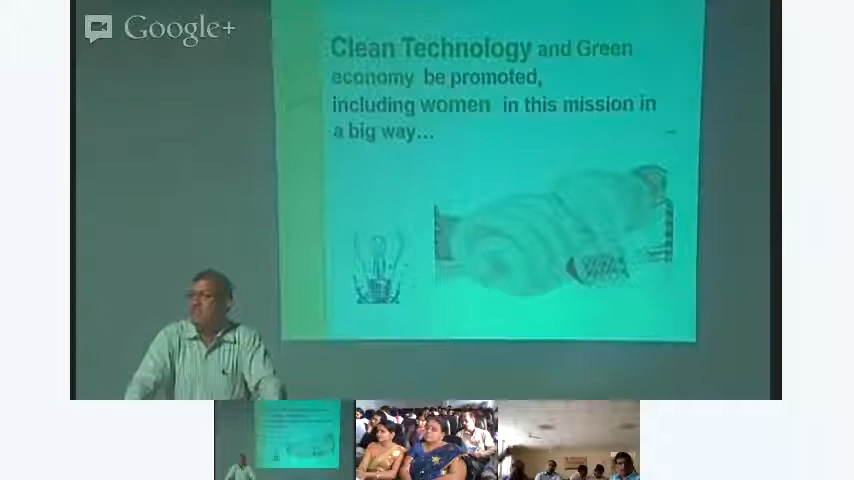 Google+
Clean Technology and Green
economy be promoted,
including women in this mission in
a big way...